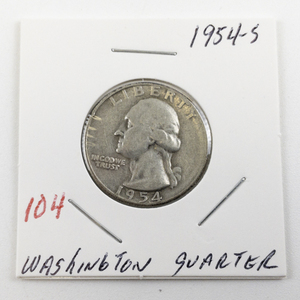 1954-S
LIBERTY
IN GOD WE
TRUST
1954
104
WASHINGTON QUARTER